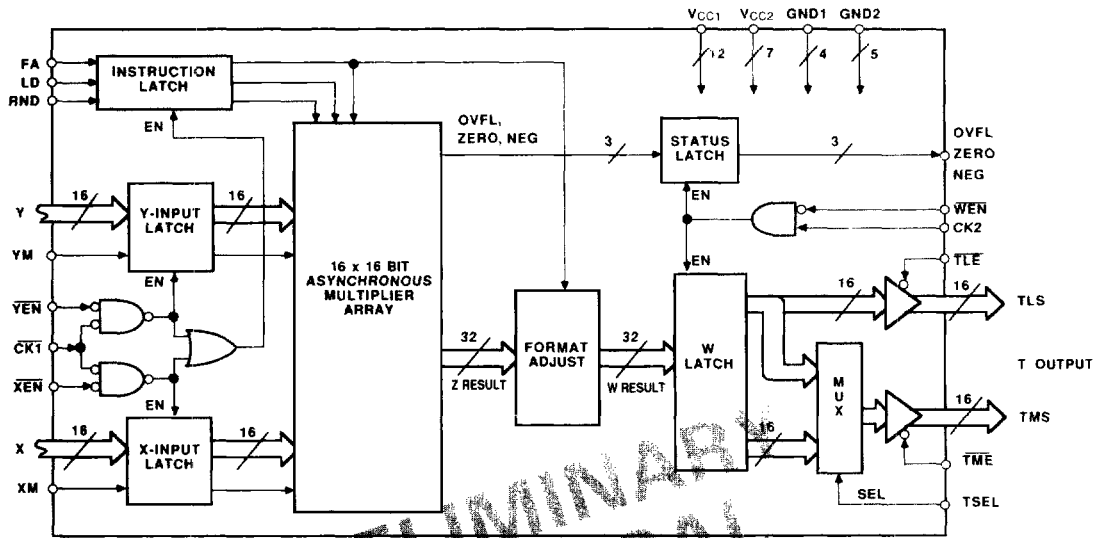 VCC1 VCC2 GND1 GND2
12 7 4 5
FA
LD
RND
INSTRUCTION
LATCH
EN
OVFL,
ZERO, NEG
3
STATUS
LATCH
3
OVFL
ZERO
NEG
EN
WEN
CK2
Y
16
Y-INPUT
LATCH
16
YM
EN
16 x 16 BIT
ASYNCHRONOUS
MULTIPLIER
ARRAY
EN
TLE
YEN
CK1
XEN
EN
32
Z RESULT
FORMAT
ADJUST
32
W RESULT
W
LATCH
16
16
TLS
T OUTPUT
MUX
16
TMS
X
16
X-INPUT
LATCH
16
XM
16
TME
SEL
TSEL